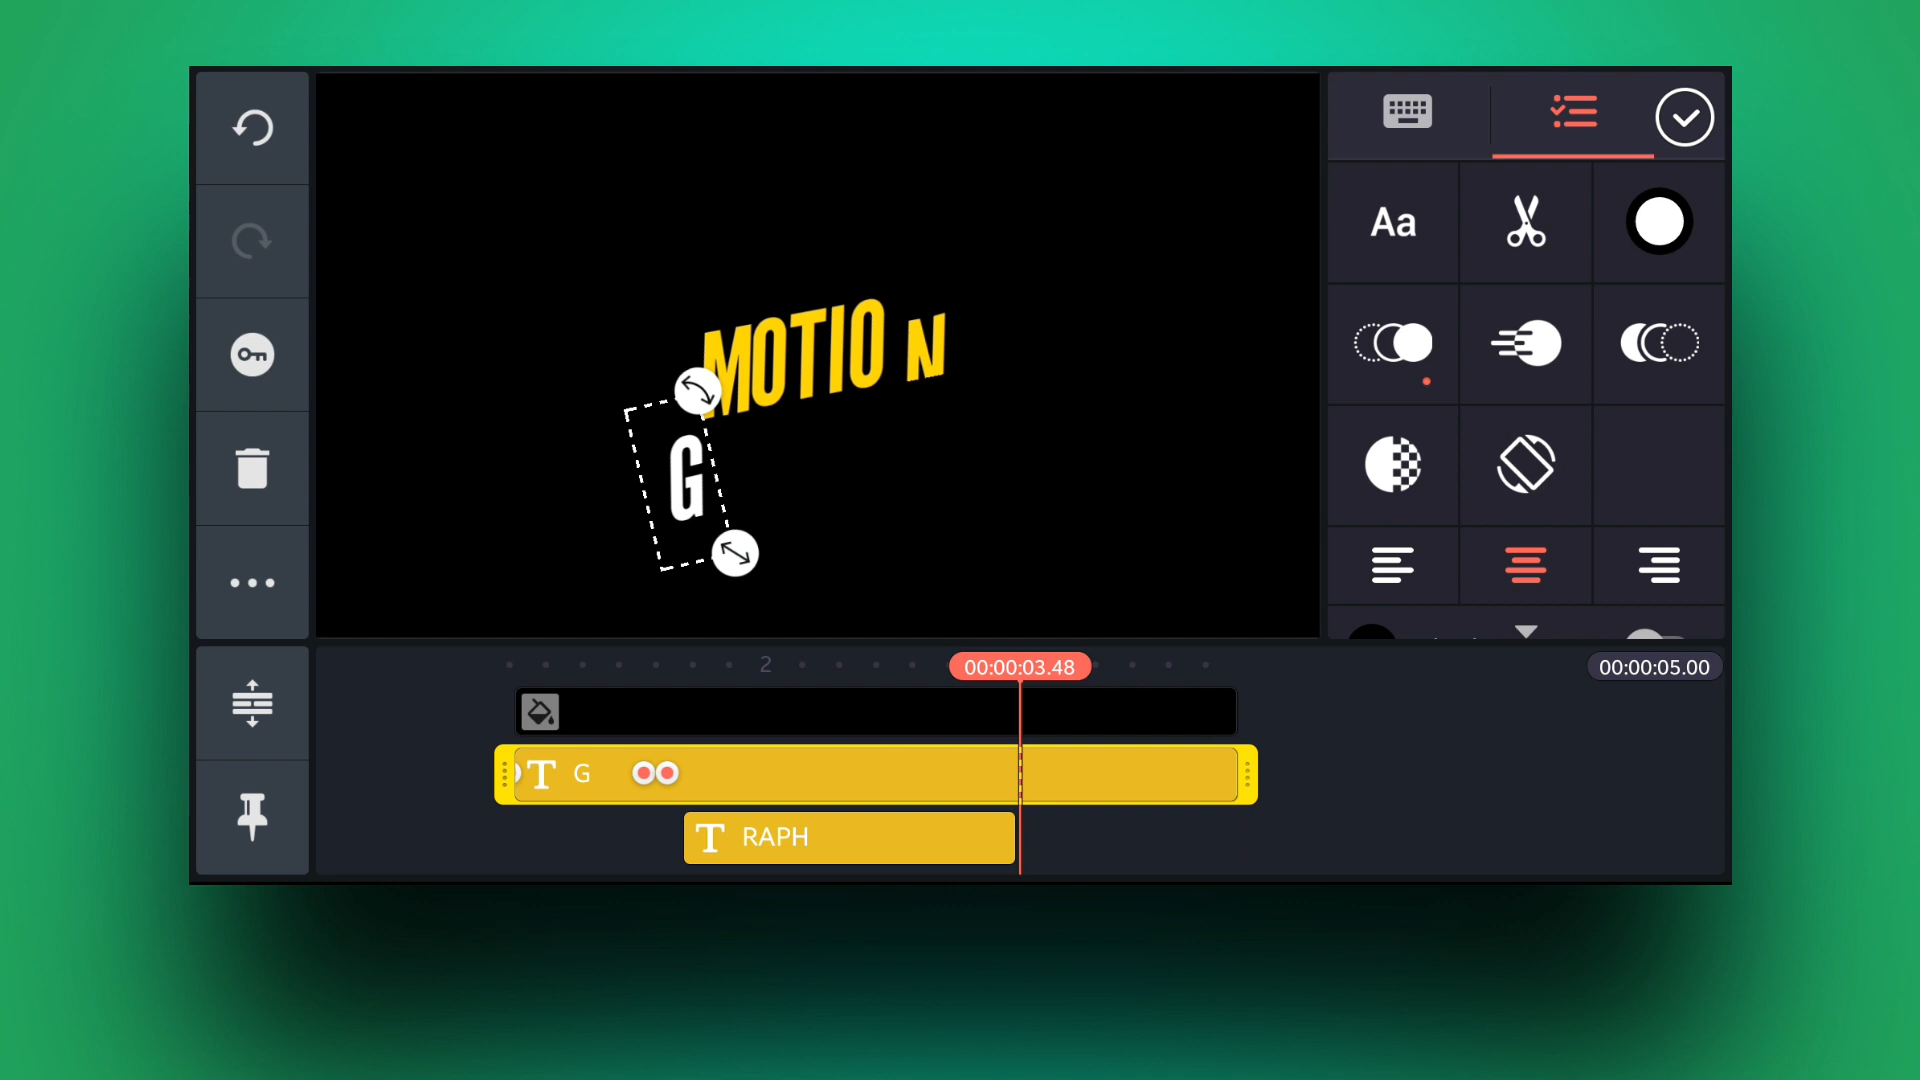 Aa
MOTIO N
G
2
00:00:03.48
00:00:05.00
T G
T RAPH